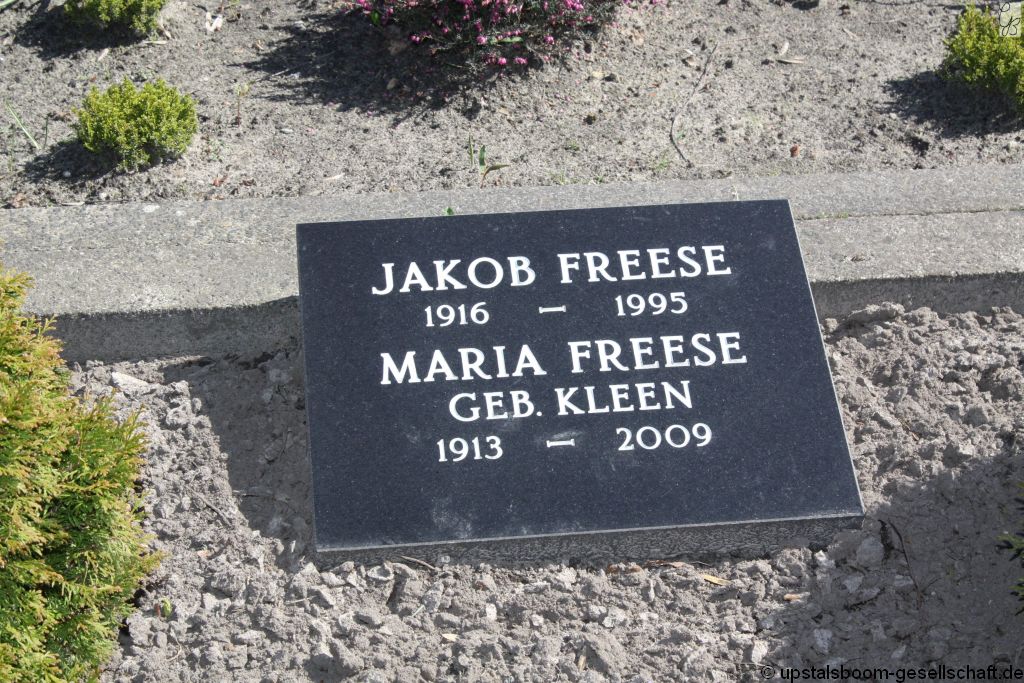 JAKOB FREESE
1916 – 1995
MARIA FREESE
GEB. KLEEN
1913 – 2009
© upstalsboom-gesellschaft.de